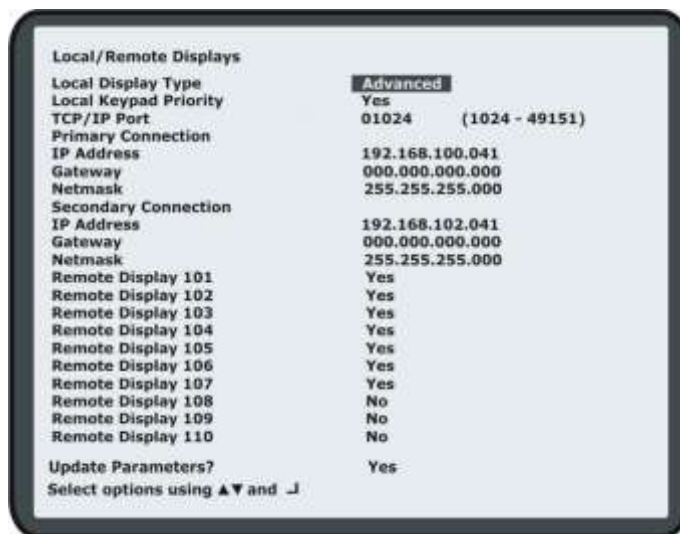 Local/Remote Displays
Local Display Type Advanced
Local Keypad Priority Yes
TCP/IP Port 01024 (1024 - 49151)
Primary Connection
IP Address 192.168.100.041
Gateway 000.000.000.000
Netmask 255.255.255.000
Secondary Connection
IP Address 192.168.102.041
Gateway 000.000.000.000
Netmask 255.255.255.000
Remote Display 101 Yes
Remote Display 102 Yes
Remote Display 103 Yes
Remote Display 104 Yes
Remote Display 105 Yes
Remote Display 106 Yes
Remote Display 107 Yes
Remote Display 108 No
Remote Display 109 No
Remote Display 110 No
Update Parameters? Yes
Select options using ▲▼ and ↵